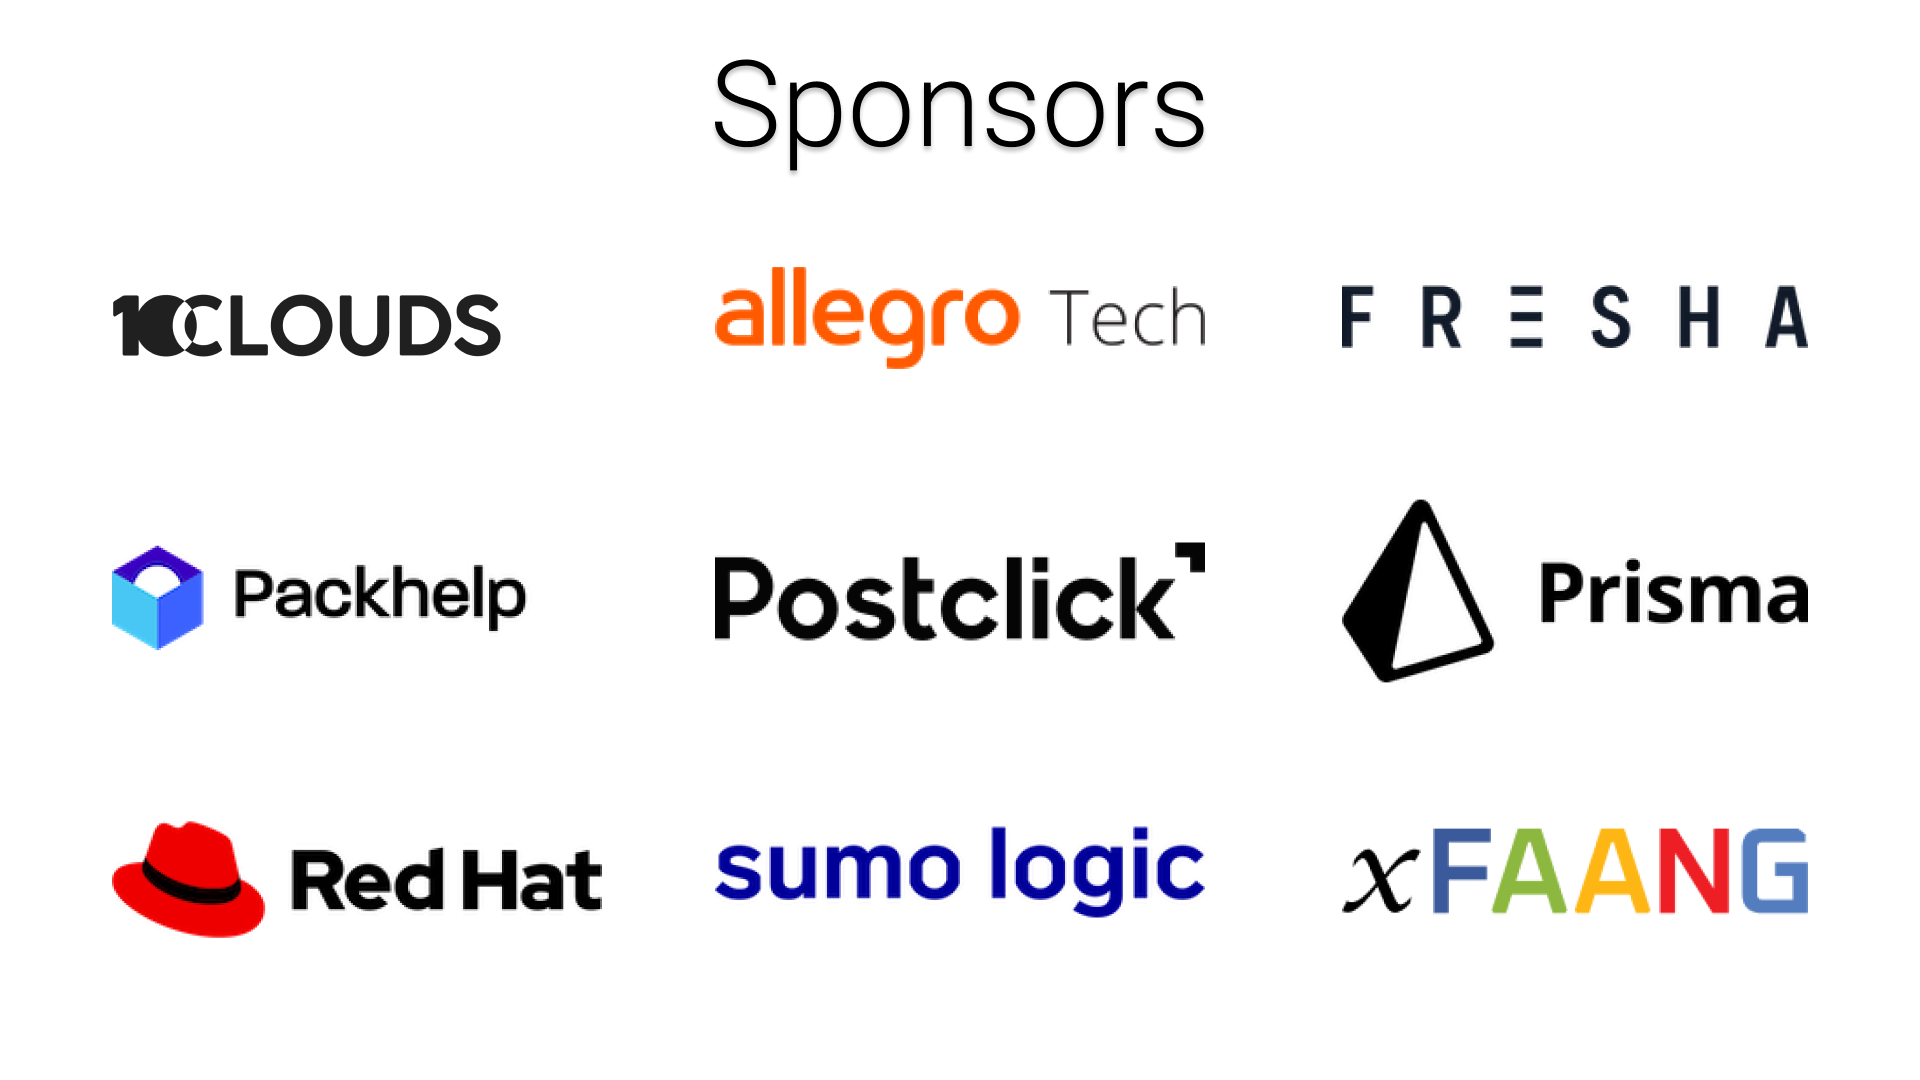 Sponsors
10CLOUDS
allegro Tech
FRESHA
Packhelp
Postclick
Prisma
Red Hat
sumo logic
xFAANG